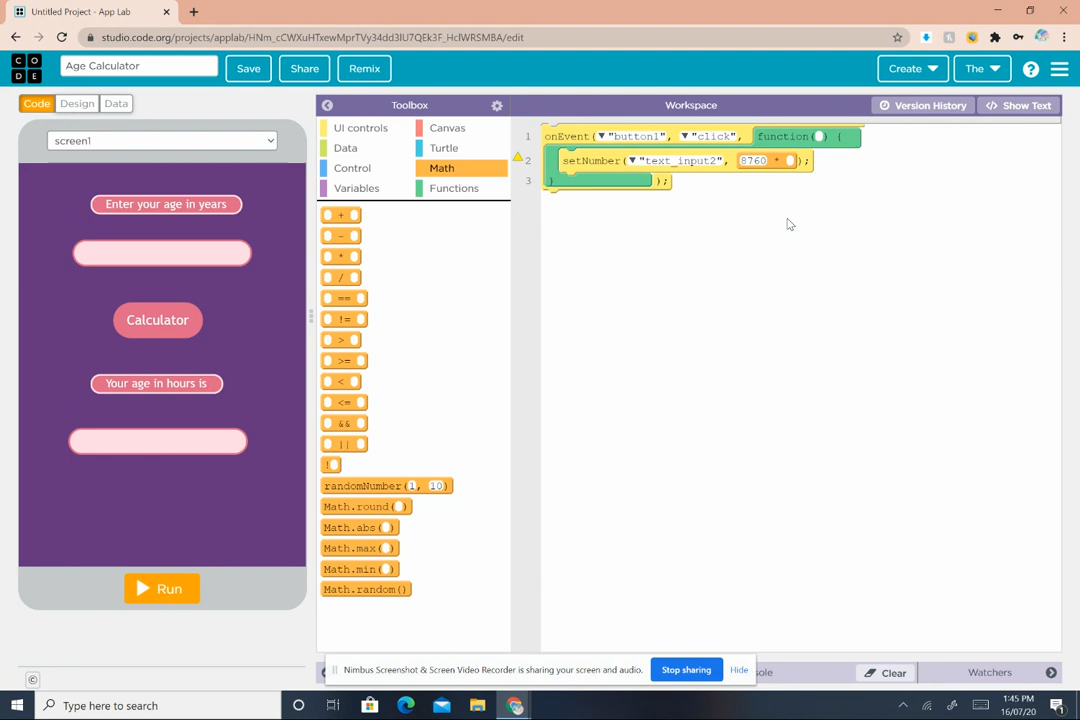 Untitled Project - App Lab
studio.code.org/projects/applab/HNm_cCWXuHTxewMprTVy34dd3IU7QEk3F_HcIWRSMBA/edit
C O
D E
Age Calculator
Save
Share
Remix
Create
The
Code
Design
Data
Toolbox
Workspace
Version History
Show Text
screen1
Enter your age in years
Calculator
Your age in hours is
Run
UI controls
Canvas
Data
Turtle
Control
Math
Variables
Functions
+
-
*
/
==
!=
>
>=
<
<=
&&
||
!
randomNumber(1, 10)
Math.round()
Math.abs()
Math.max()
Math.min()
Math.random()
1
onEvent("button1", "click", function() {
2
setNumber("text_input2", 8760 * );
3
} );
Nimbus Screenshot & Screen Video Recorder is sharing your screen and audio.
Stop sharing
Hide
sole
Clear
Watchers
Type here to search
1:45 PM
16/07/20
1